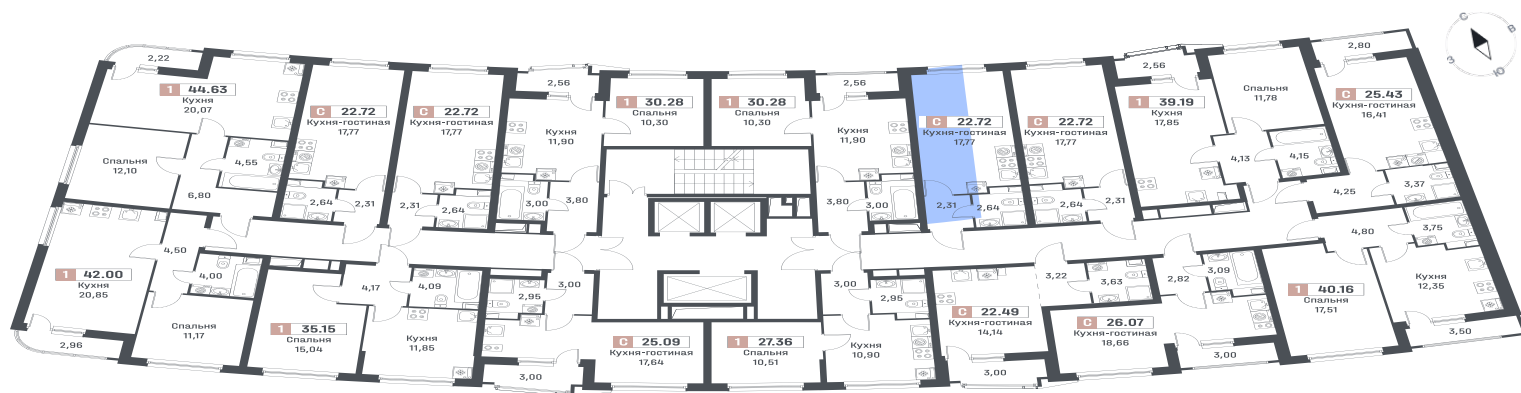 2,22
1 44.63
Кухня
20,07
Спальня
12,10
4,55
6,80
С 22.72
Кухня-гостиная
17,77
2,64
2,31
С 22.72
Кухня-гостиная
17,77
2,31
2,64
2,56
Кухня
11,90
3,00
3,80
1 30.28
Спальня
10,30
1 30.28
Спальня
10,30
2,56
Кухня
11,90
3,80
3,00
С 22.72
Кухня-гостиная
17,77
2,31
2,64
С 22.72
Кухня-гостиная
17,77
2,64
2,31
2,56
1 39.19
Кухня
17,85
Спальня
11,78
4,13
4,15
2,80
С 25.43
Кухня-гостиная
16,41
4,25
3,37
С
В
З
Ю
1 42.00
Кухня
20,85
4,50
4,00
Спальня
11,17
2,96
1 35.15
Спальня
15,04
4,17
4,09
Кухня
11,85
2,95
3,00
С 25.09
Кухня-гостиная
17,64
3,00
1 27.36
Спальня
10,51
3,00
2,95
Кухня
10,90
С 22.49
Кухня-гостиная
14,14
3,22
3,63
3,00
С 26.07
Кухня-гостиная
18,66
2,82
3,09
3,00
1 40.16
Спальня
17,51
4,80
3,75
Кухня
12,35
3,50